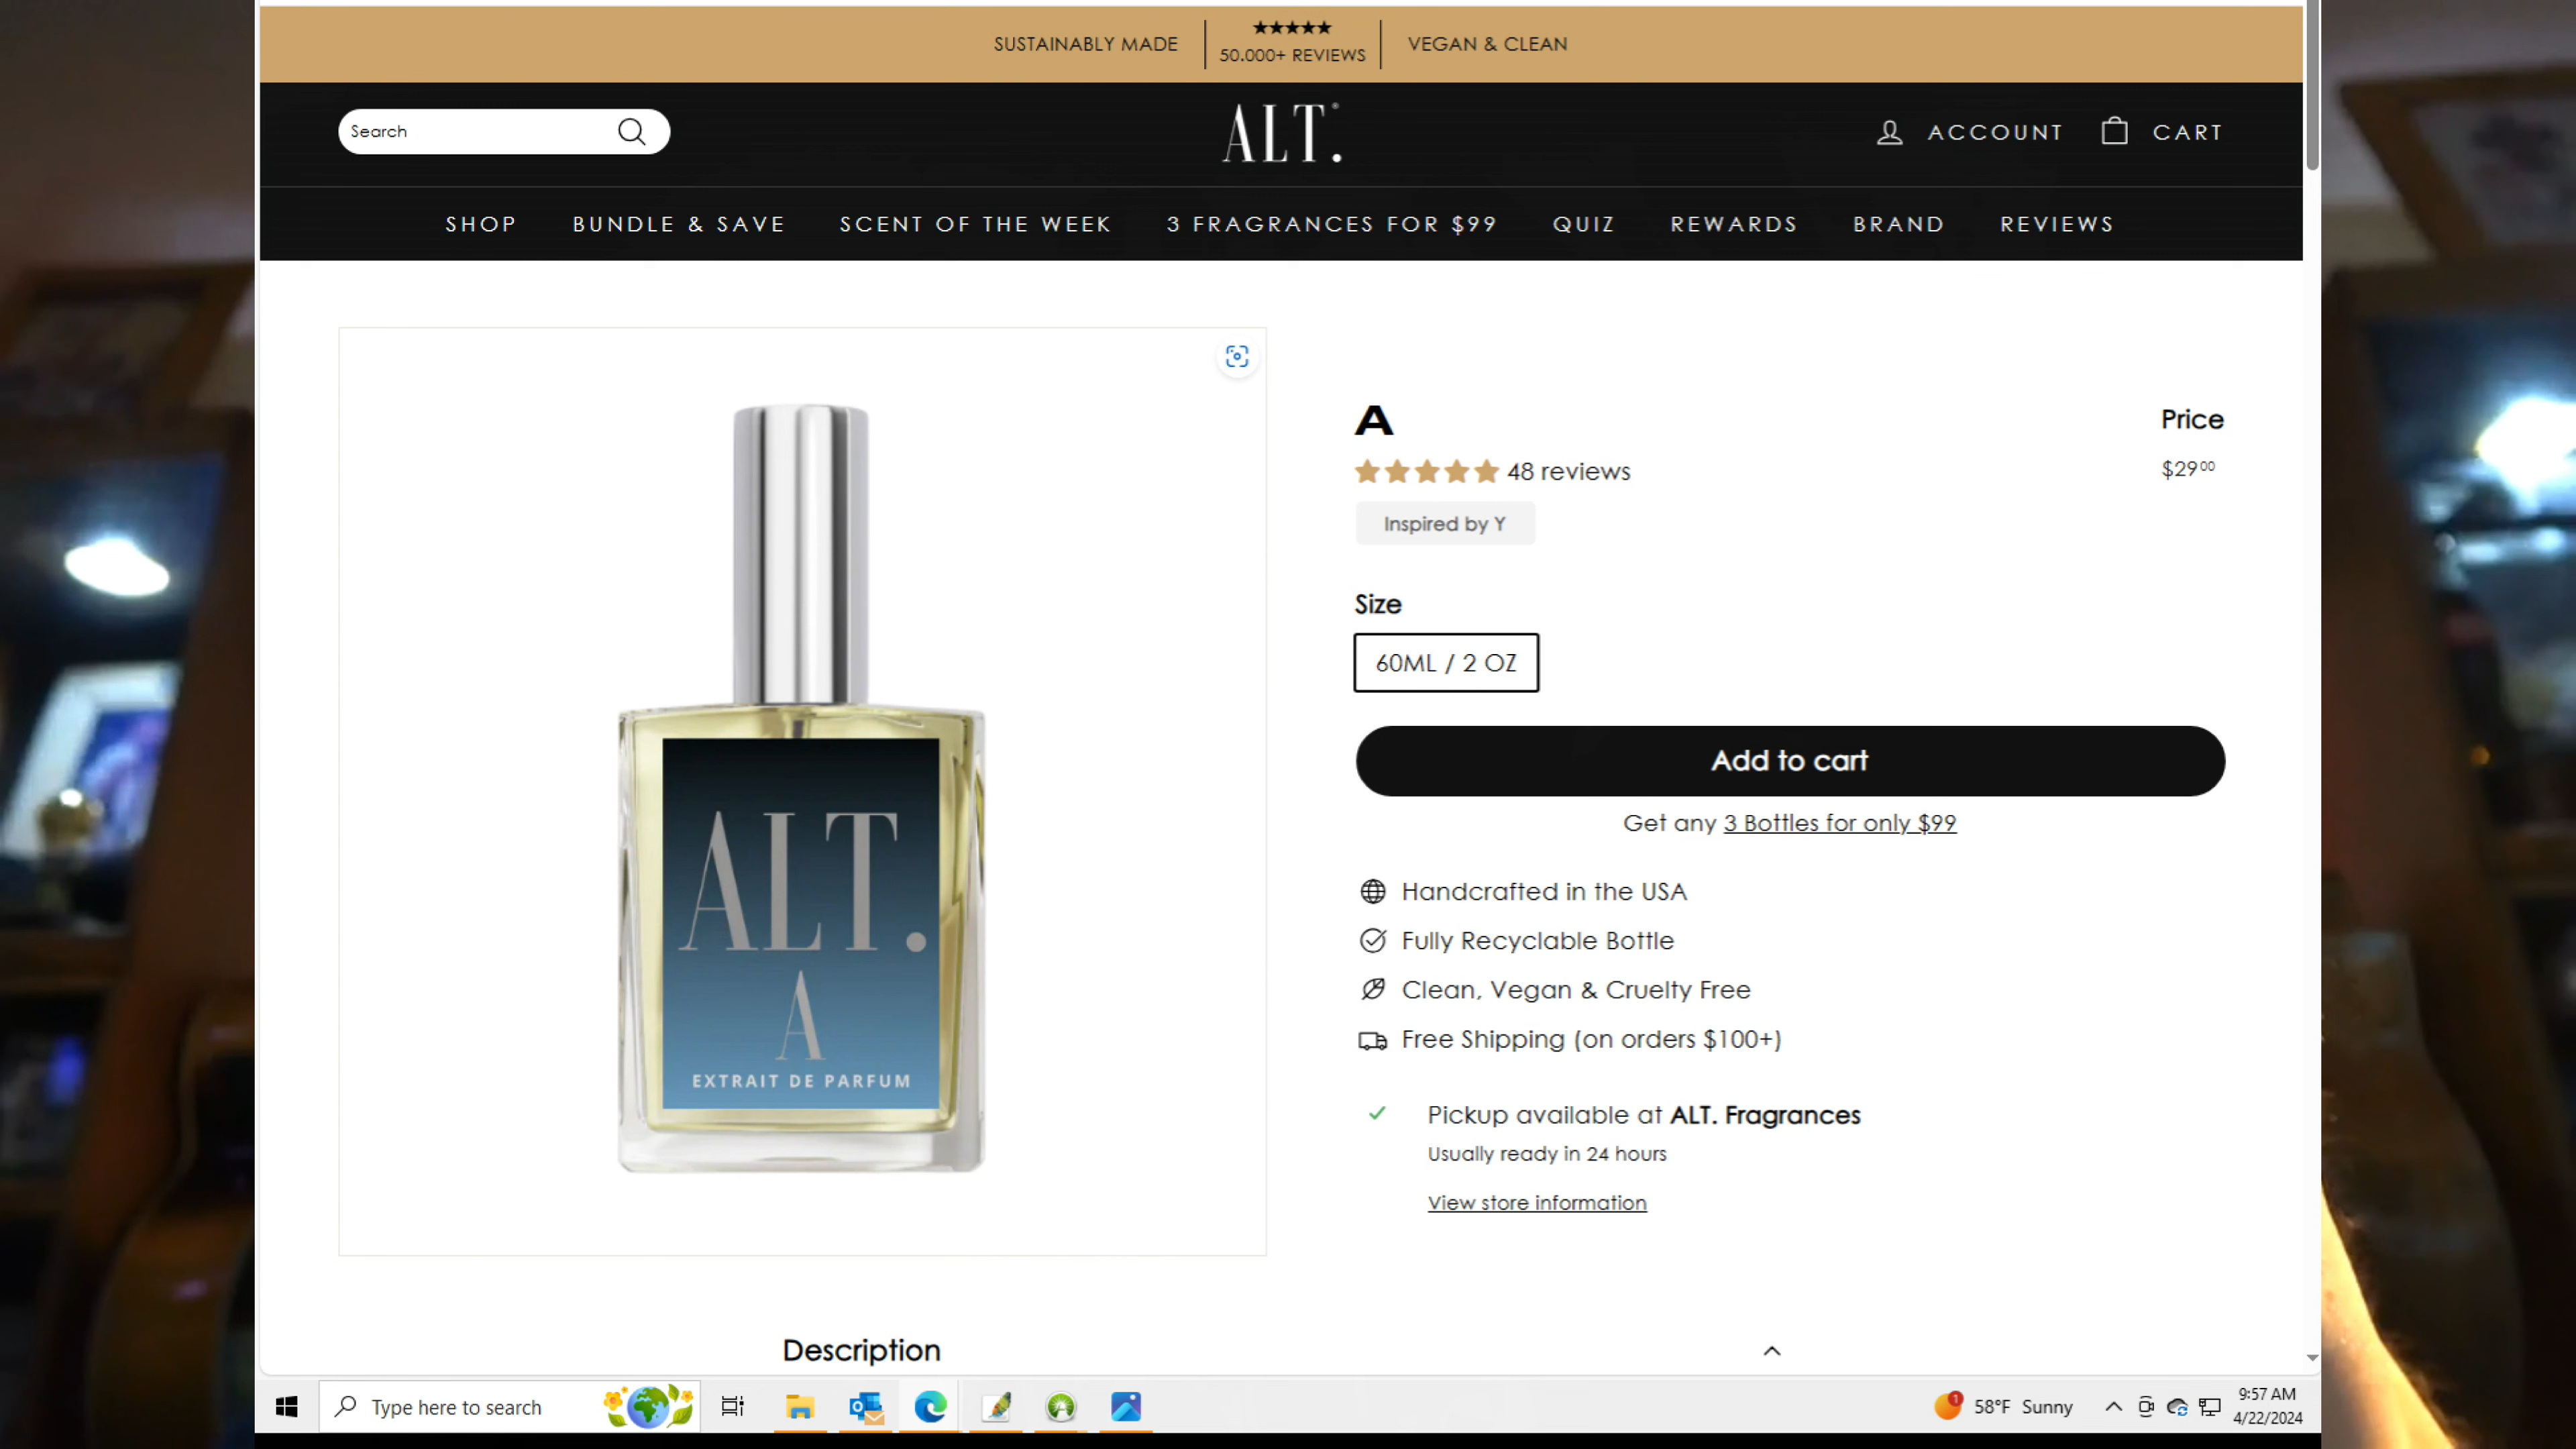 SUSTAINABLY MADE
★★★★★
50.000+ REVIEWS
VEGAN & CLEAN
Search
ALT.
ACCOUNT
CART
SHOP
BUNDLE & SAVE
SCENT OF THE WEEK
3 FRAGRANCES FOR $99
QUIZ
REWARDS
BRAND
REVIEWS
ALT.
A
EXTRAIT DE PARFUM
A
Price
48 reviews
$29 00
Inspired by Y
Size
60ML / 2 OZ
Add to cart
Get any 3 Bottles for only $99
Handcrafted in the USA
Fully Recyclable Bottle
Clean, Vegan & Cruelty Free
Free Shipping (on orders $100+)
Pickup available at ALT. Fragrances
Usually ready in 24 hours
View store information
Description
Type here to search
1
58°F Sunny
9:57 AM
4/22/2024